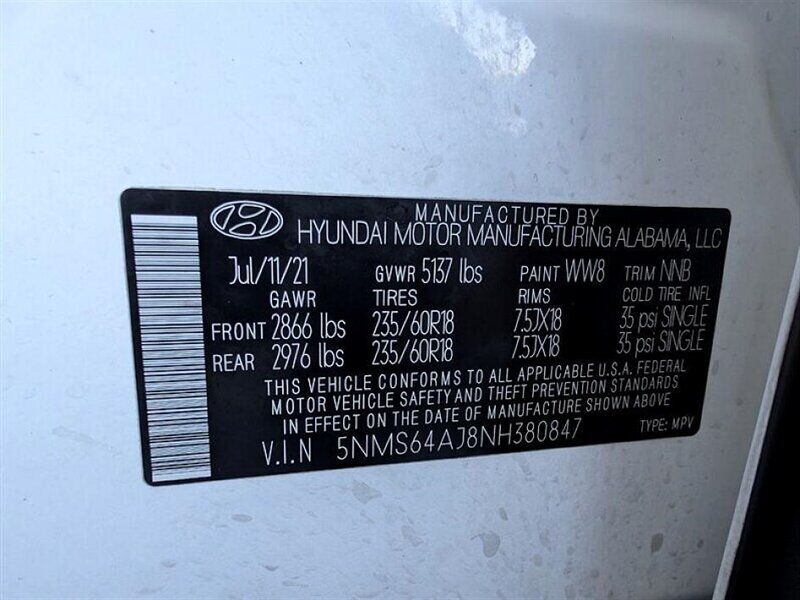 MANUFACTURED BY
HYUNDAI MOTOR MANUFACTURING ALABAMA, LLC
Jul/11/21 GVWR 5137 lbs PAINT WW8 TRIM NNB
GAWR TIRES RIMS COLD TIRE INFL
FRONT 2866 lbs 235/60R18 7.5JX18 35 psi SINGLE
REAR 2976 lbs 235/60R18 7.5JX18 35 psi SINGLE
THIS VEHICLE CONFORMS TO ALL APPLICABLE U.S.A. FEDERAL
MOTOR VEHICLE SAFETY AND THEFT PREVENTION STANDARDS
IN EFFECT ON THE DATE OF MANUFACTURE SHOWN ABOVE
V.I.N 5NMS64AJ8NH380847 TYPE: MPV